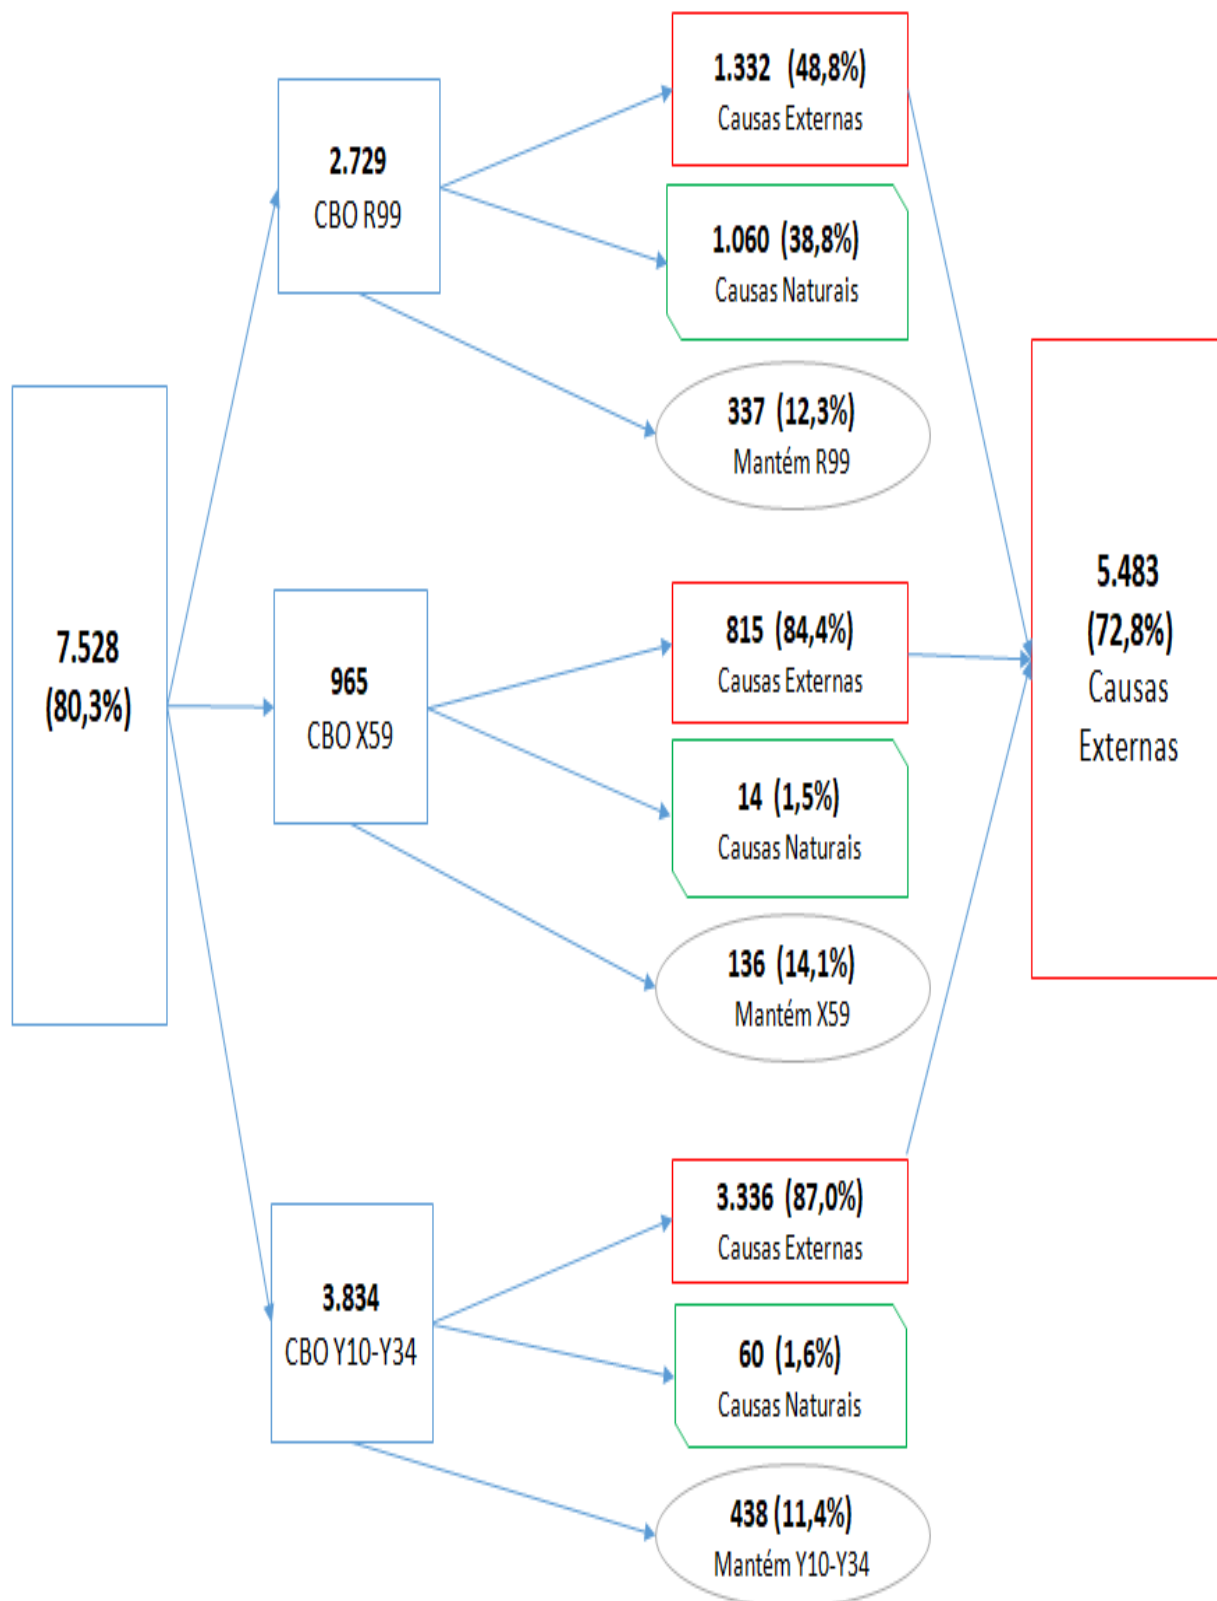 7.528
(80,3%)
2.729
CBO R99
1.332 (48,8%)
Causas Externas
1.060 (38,8%)
Causas Naturais
337 (12,3%)
Mantém R99
965
CBO X59
815 (84,4%)
Causas Externas
14 (1,5%)
Causas Naturais
136 (14,1%)
Mantém X59
3.834
CBO Y10-Y34
3.336 (87,0%)
Causas Externas
60 (1,6%)
Causas Naturais
438 (11,4%)
Mantém Y10-Y34
5.483
(72,8%)
Causas
Externas